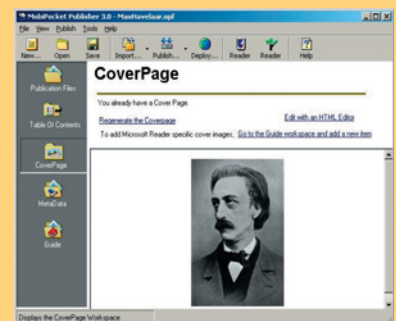 MobiPocket Publisher 3.0 - MaxHavelaar.opf
File View Publish Tools Help
New... Open Save Import... Publish... Deploy... Reader Reader Help
CoverPage
Publication Files
You already have a Cover Page.
Table Of Contents
Regenerate the Coverpage Edit with an HTML Editor
To add Microsoft Reader specific cover images, Go to the Guide workspace and add a new item
CoverPage
MetaData
Guide
Displays the CoverPage Workspace